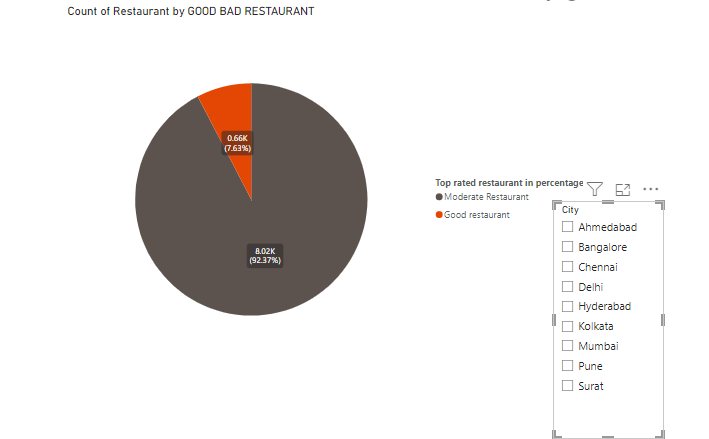 Count of Restaurant by GOOD BAD RESTAURANT
0.66K
(7.63%)
8.02K
(92.37%)
Top rated restaurant in percentage
Moderate Restaurant
Good restaurant
City
Ahmedabad
Bangalore
Chennai
Delhi
Hyderabad
Kolkata
Mumbai
Pune
Surat